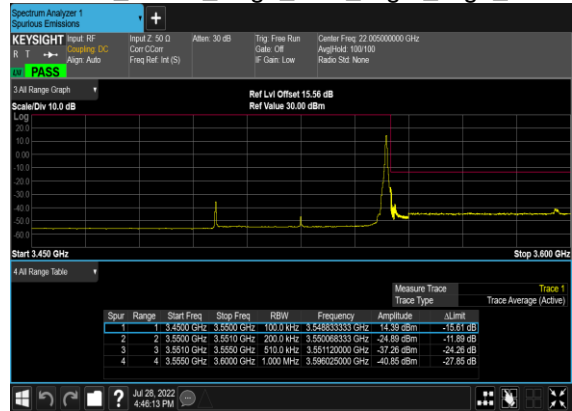 Spectrum Analyzer 1
Spurious Emissions
+
KEYSIGHT Input: RF Input Z: 50 Ω Atten: 30 dB Trig: Free Run Center Freq: 22.005000000 GHz
R T Coupling: DC Corr CCorr Gate: Off Avg|Hold: 100/100
Align: Auto Freq Ref: Int (S) IF Gain: Low Radio Std: None
LW PASS
3 All Range Graph
Ref Lvl Offset 15.56 dB
Scale/Div 10.0 dB Ref Value 30.00 dBm
Log
20.0
10.0
0.00
-10.0
-20.0
-30.0
-40.0
-50.0
-60.0
Start 3.450 GHz Stop 3.600 GHz
4 All Range Table
Measure Trace Trace 1
Trace Type Trace Average (Active)
Spur Range Start Freq Stop Freq RBW Frequency Amplitude ΔLimit
1 1 3.4500 GHz 3.5500 GHz 100.0 kHz 3.548833333 GHz 14.39 dBm -15.61 dB
2 2 3.5500 GHz 3.5510 GHz 200.0 kHz 3.550068333 GHz -24.89 dBm -11.89 dB
3 3 3.5510 GHz 3.5550 GHz 510.0 kHz 3.551120000 GHz -37.26 dBm -24.26 dB
4 4 3.5550 GHz 3.6000 GHz 1.000 MHz 3.596025000 GHz -40.85 dBm -27.85 dB
? Jul 28, 2022
4:46:13 PM